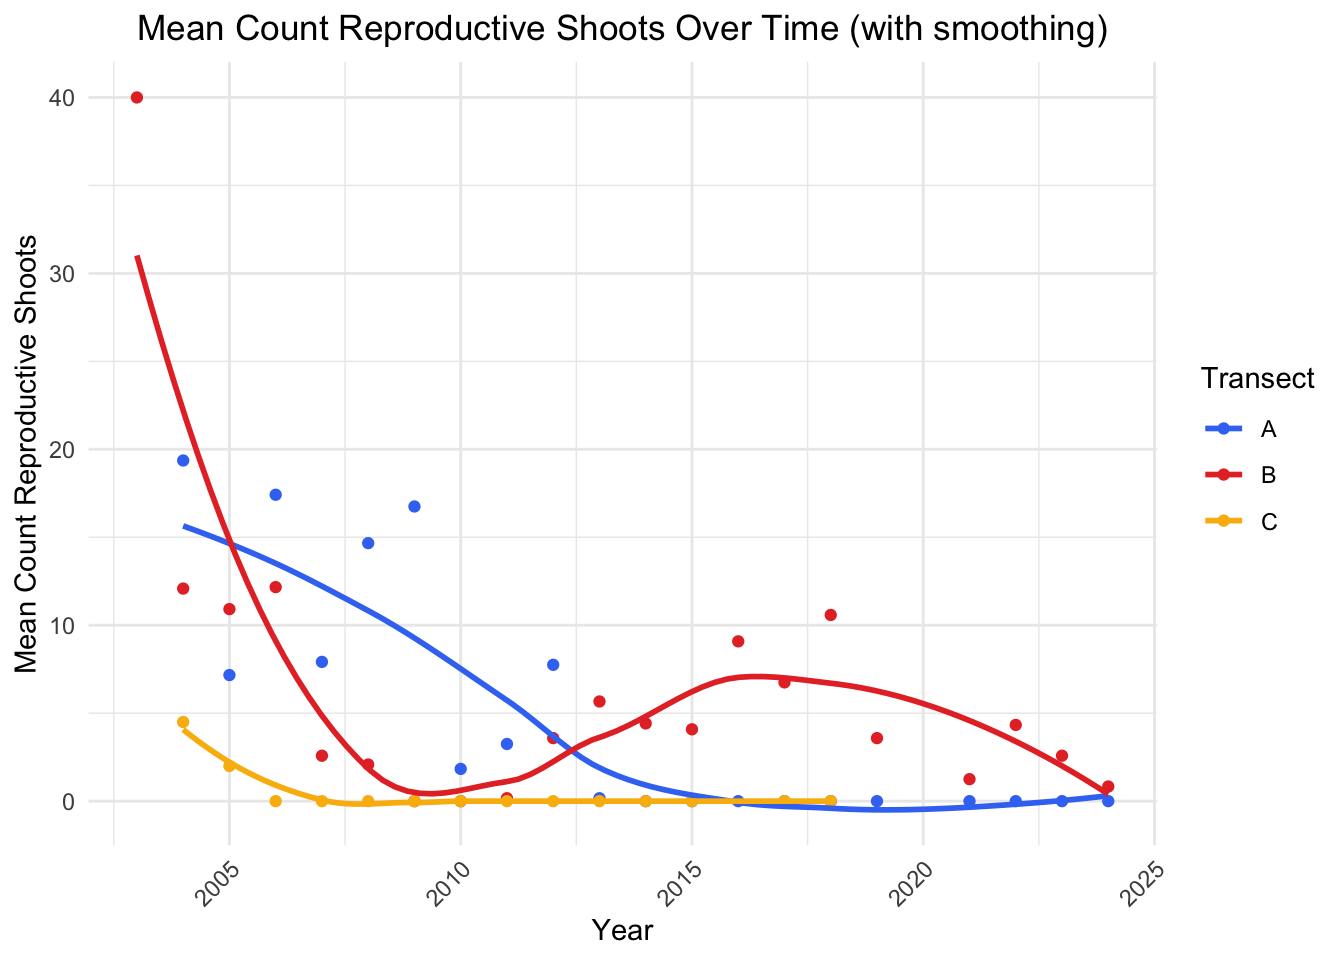 Mean Count Reproductive Shoots Over Time (with smoothing)
Mean Count Reproductive Shoots
40
30
20
10
0
2005
2010
2015
2020
2025
Year
Transect
A
B
C